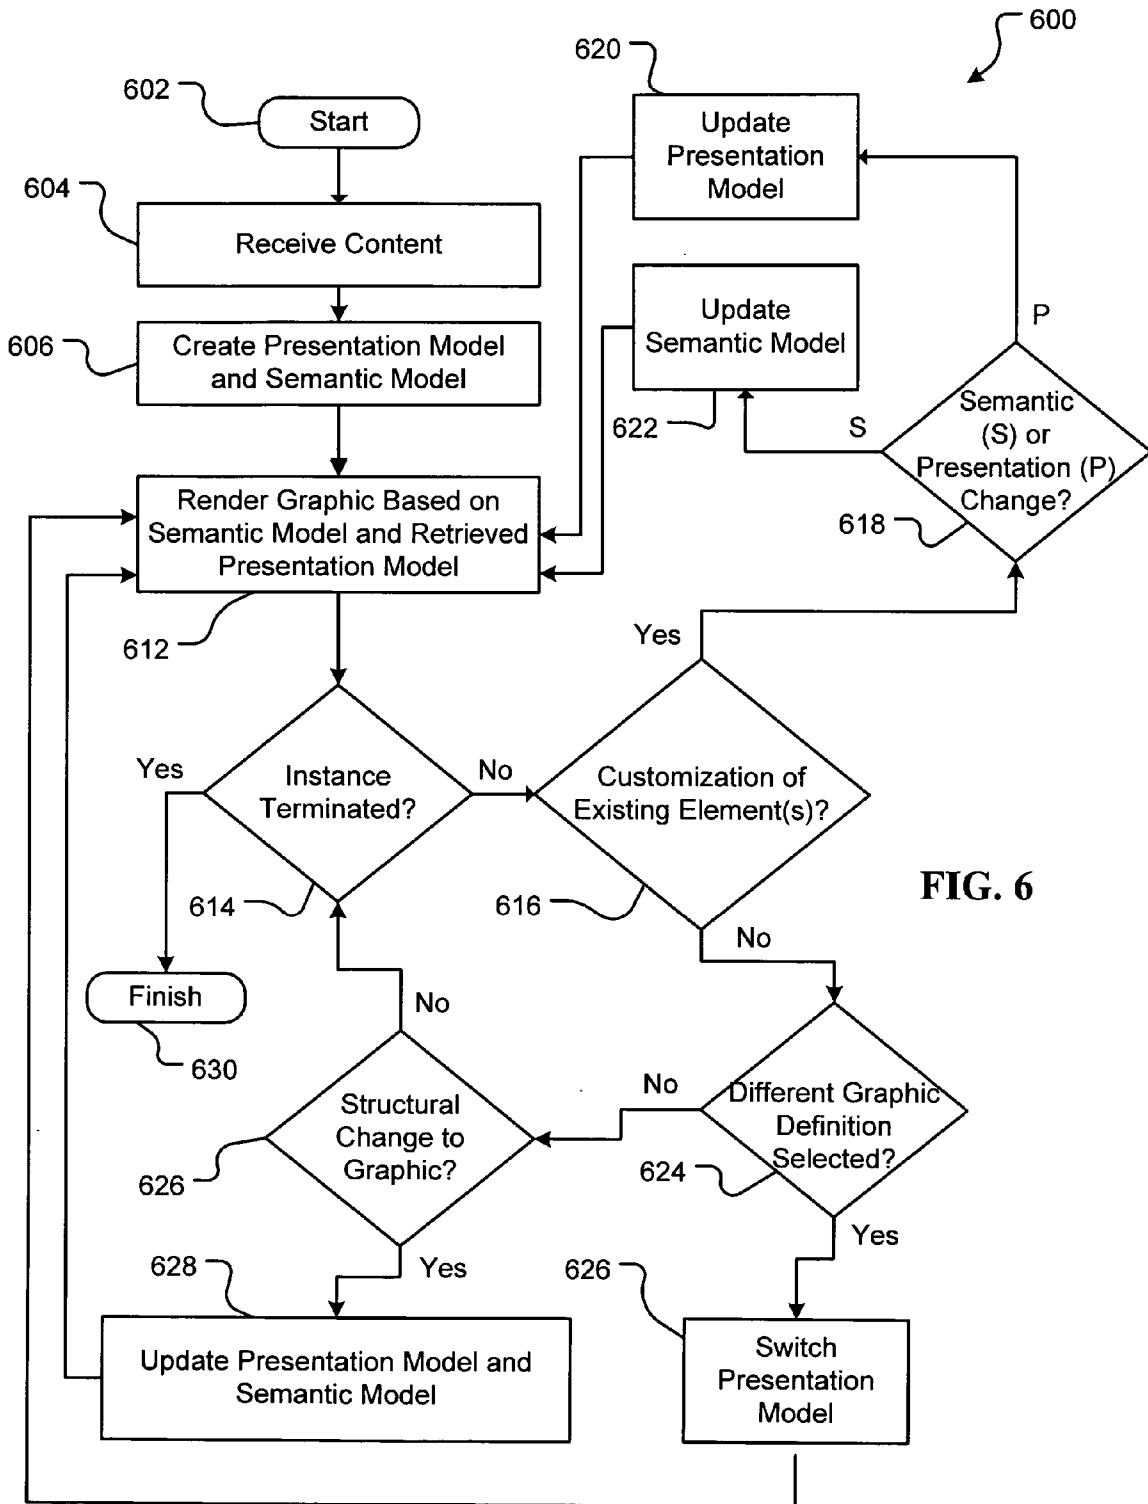 600
620
602
Start
Update
Presentation
Model
604
Receive Content
Update
Semantic Model
P
606
Create Presentation Model
and Semantic Model
622
S
Semantic
(S) or
Presentation (P)
Change?
618
Render Graphic Based on
Semantic Model and Retrieved
Presentation Model
612
Yes
Yes
Instance
Terminated?
No
Customization of
Existing Element(s)?
FIG. 6
614
616
No
Finish
630
No
Structural
Change to
Graphic?
626
No
Different Graphic
Definition
Selected?
624
Yes
Yes
628
626
Update Presentation Model and
Semantic Model
Switch
Presentation
Model